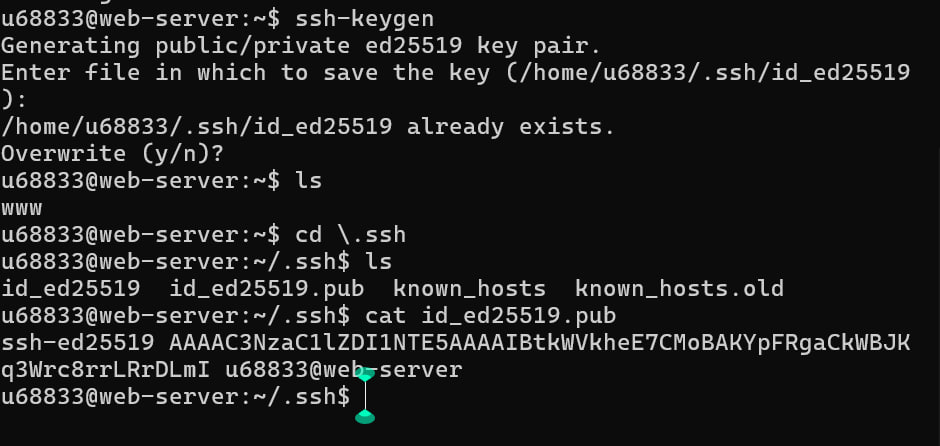 u68833@web-server:~$ ssh-keygen
Generating public/private ed25519 key pair.
Enter file in which to save the key (/home/u68833/.ssh/id_ed25519
):
/home/u68833/.ssh/id_ed25519 already exists.
Overwrite (y/n)?
u68833@web-server:~$ ls
www
u68833@web-server:~$ cd \.ssh
u68833@web-server:~/.ssh$ ls
id_ed25519  id_ed25519.pub  known_hosts  known_hosts.old
u68833@web-server:~/.ssh$ cat id_ed25519.pub
ssh-ed25519 AAAAC3NzaC1lZDI1NTE5AAAAIBtkWVkheE7CMoBAKYpFRgaCkWBJK
q3Wrc8rrLRrDLmI u68833@web-server
u68833@web-server:~/.ssh$